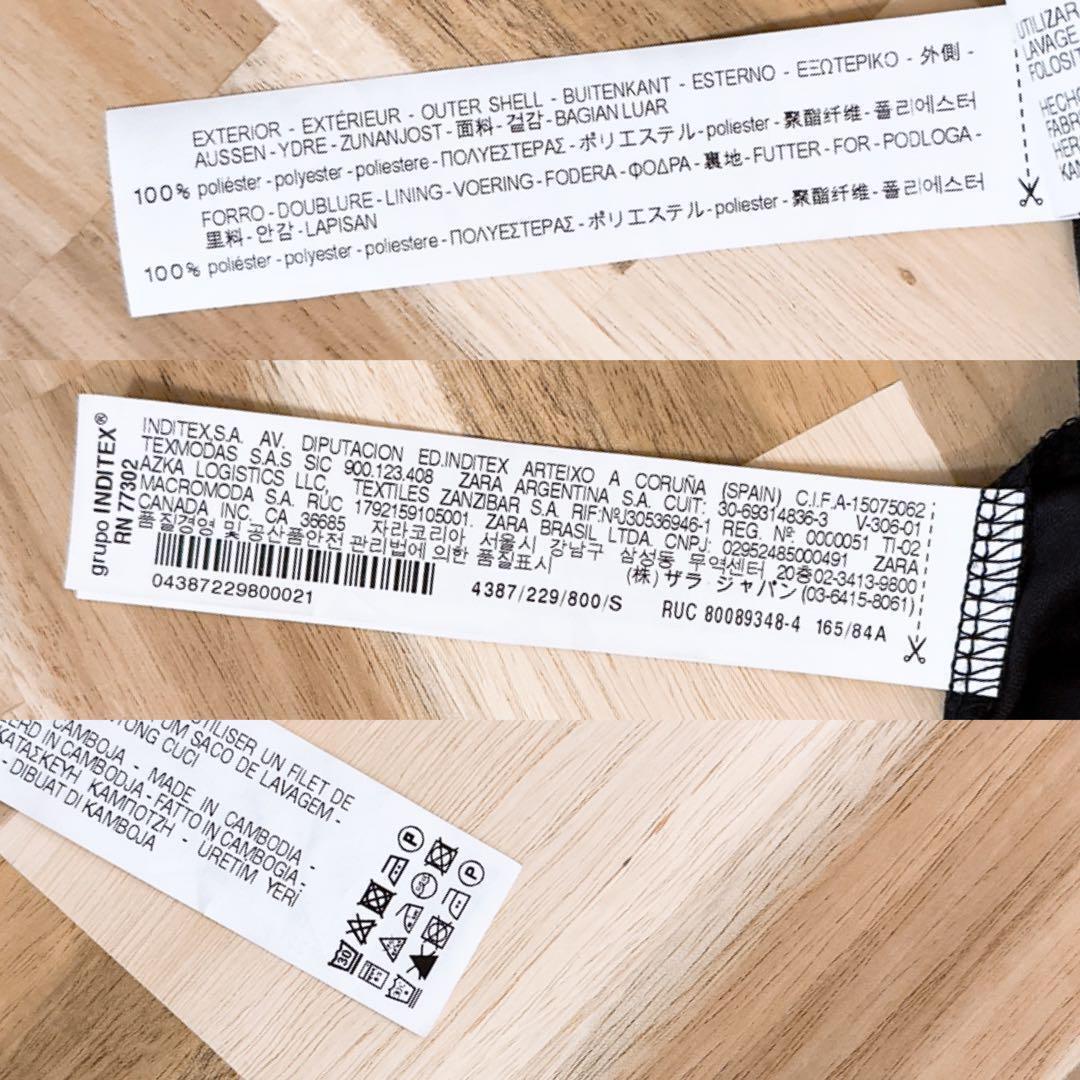 EXTERIOR - EXTÉRIEUR - OUTER SHELL - BUITENKANT - ESTERNO - ΕΞΩΤΕΡΙΚΟ - 外側 -
AUSSEN - YDRE - ZUNANJOST - 面料 - 겉감 - BAGIAN LUAR
100% poliéster - polyester - poliestere - ΠΟΛΥΕΣΤΕΡΑΣ - ポリエステル - poliester - 聚酯纤维 - 폴리에스터
FORRO - DOUBLURE - LINING - VOERING - FODERA - ΦΟΔΡΑ - 裏地 - FUTTER - FOR - PODLOGA -
里料 - 안감 - LAPISAN
100% poliéster - polyester - poliestere - ΠΟΛΥΕΣΤΕΡΑΣ - ポリエステル - poliester - 聚酯纤维 - 폴리에스터
UTILIZAR
LAVAGE
FOLOSIT
HECHO
grupo INDITEX®
RN 77302
INDITEX,S.A. AV. DIPUTACION ED.INDITEX ARTEIXO A CORUÑA (SPAIN) C.I.F.A-15075062
TEXMODAS S.A.S SIC 900.123.408 ZARA ARGENTINA S.A. CUIT: 30-69314836-3 V-306-01
AZKA LOGISTICS LLC, TEXTILES ZANZIBAR S.A. RIF:NºJ30536946-1 REG. Nº 0000051 TI-02
MACROMODA S.A. RUC 1792159105001. ZARA BRASIL LTDA. CNPJ: 02952485000491 ZARA
CANADA INC. CA 36685 자라코리아 서울시 강남구 삼성동 무역센터 20층02-3413-9800
품질경영 및 공산품안전 관리법에 의한 품질표시 (株) ザラ ジャパン (03-6415-8061)
04387229800021
4387/229/800/S RUC 80089348-4 165/84A
UTILISER UN FILET DE
UM SACO DE LAVAGEM -
TONG CUCI
CAMBOJA - MADE IN CAMBODIA -
ERD IN CAMBODJA - FATTO IN CAMBOGIA -
ΚΑΤΑΣΚΕΥΗ ΚΑΜΠΟΤΖΗ - ÜRETİM YERİ
- DIBUAT DI KAMBOJA
P
P
30